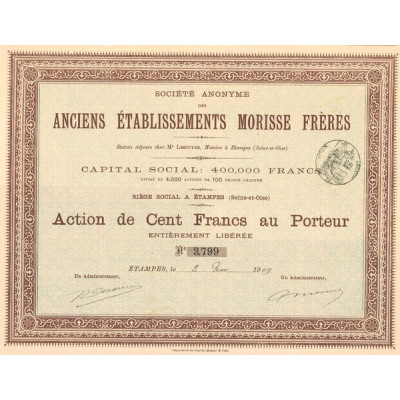 SOCIÉTÉ ANONYME
DES
ANCIENS ÉTABLISSEMENTS MORISSE FRÈRES
Statuts déposés chez Mᵉ Notaire à Étampes (Seine-et-Oise)
CAPITAL SOCIAL: 400,000 FRANCS
DIVISÉ EN 4,000 ACTIONS DE 100 FRANCS CHACUNE
SIÈGE SOCIAL A ÉTAMPES (Seine-et-Oise)
Action de Cent Francs au Porteur
ENTIÈREMENT LIBÉRÉE
Nº 3,799
ÉTAMPES, le 2 1909
Un Administrateur, Un Administrateur,